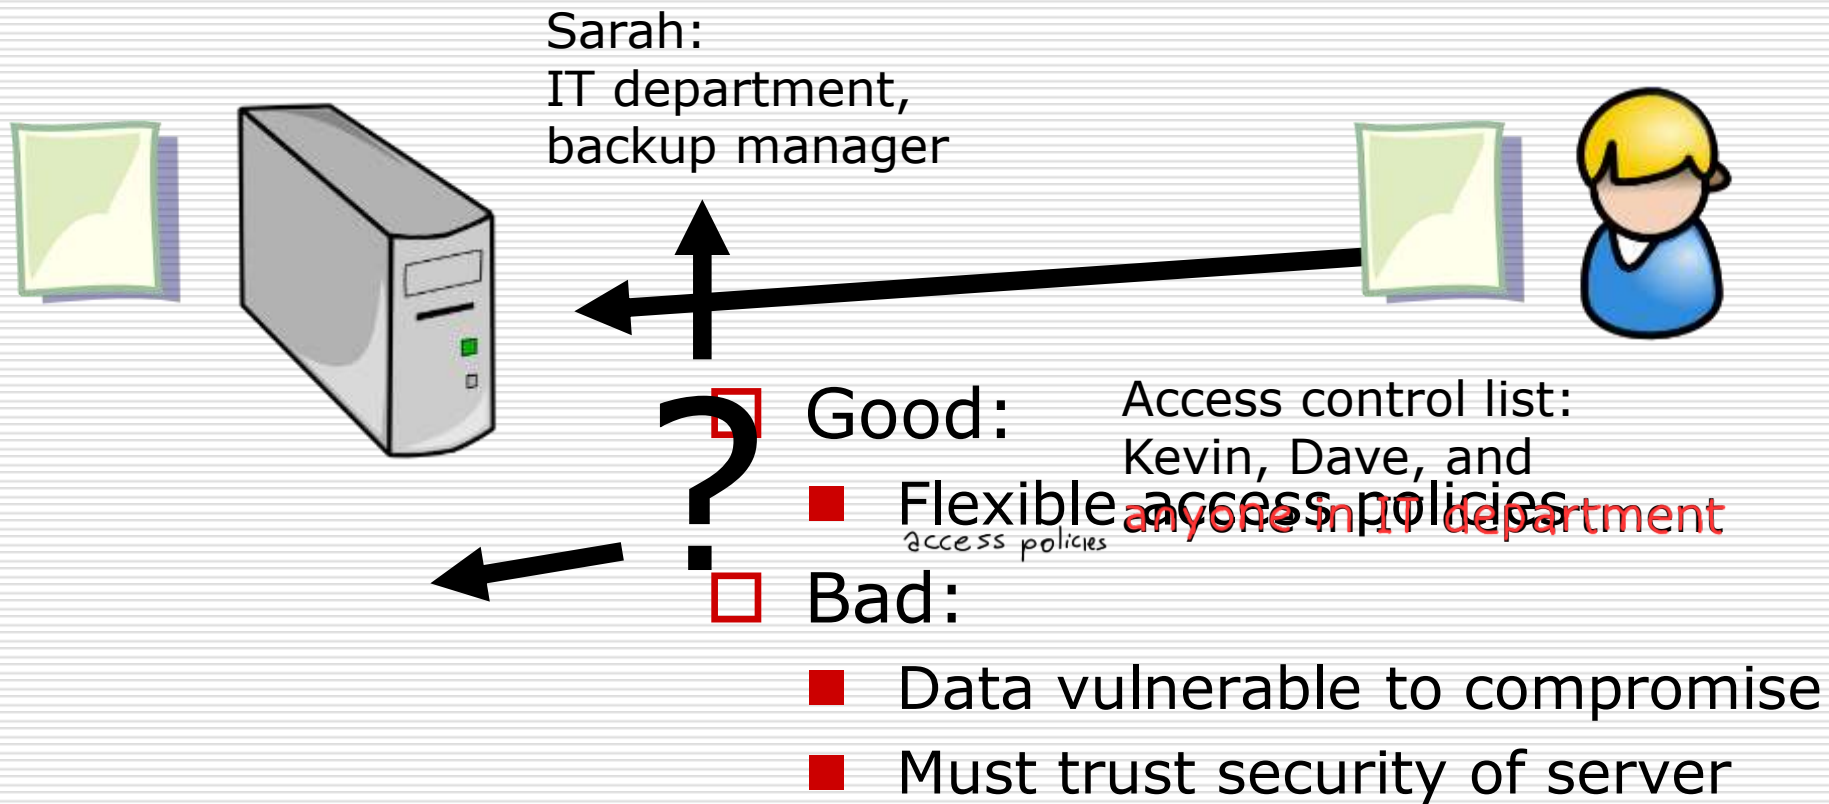 Sarah:
IT department,
backup manager
?
Good:
Access control list:
Kevin, Dave, and
anyone in IT department
Flexible access policies
access policies
Bad:
Data vulnerable to compromise
Must trust security of server